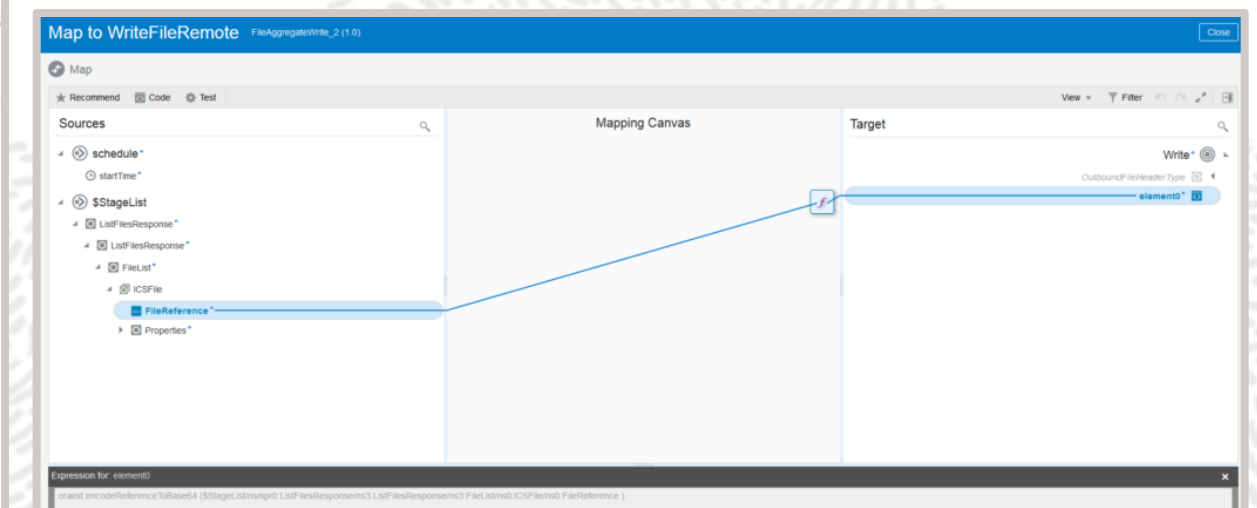 Map to WriteFileRemote FileAggregateWrite_2 (1.0) Close
Map
Recommend Code Test View Filter
Sources Mapping Canvas Target
schedule* Write*
startTime* OutboundFileHeaderType
$StageList element0*
f
ListFilesResponse*
ListFilesResponse*
FileList*
ICSFile
FileReference*
Properties*
Expression for: element0 ×
oraext:encodeReferenceToBase64 ($StageList/nsmpr0:ListFilesResponse/ns3:ListFilesResponse/ns3:FileList/ns0:ICSFile/ns0:FileReference )